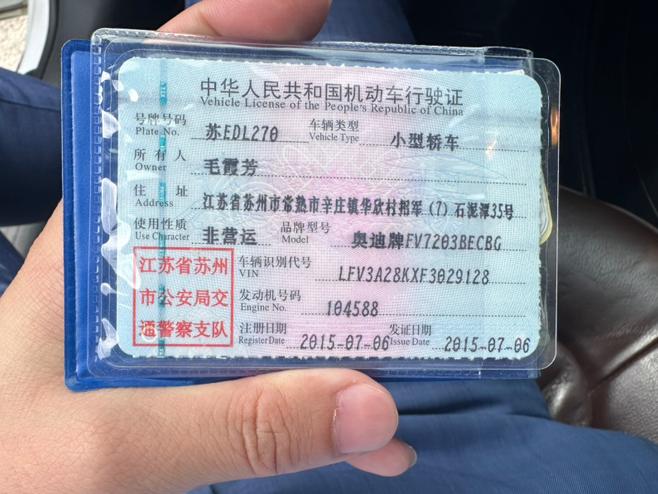 中华人民共和国机动车行驶证
Vehicle License of the People's Republic of China
号牌号码 苏EDL270 车辆类型 小型轿车
Plate No. Vehicle Type
所有人 毛霞芳
Owner
住址 江苏省苏州市常熟市辛庄镇华欣村邢军(7)石泥潭35号
Address
使用性质 非营运 品牌型号 奥迪牌FV7203BECBG
Use Character Model
江苏省苏州 车辆识别代号 LFV3A28KXF3029128
VIN
市公安局交 发动机号码 104588
Engine No.
通警察支队 注册日期 2015-07-06 发证日期 2015-07-06
Register Date Issue Date